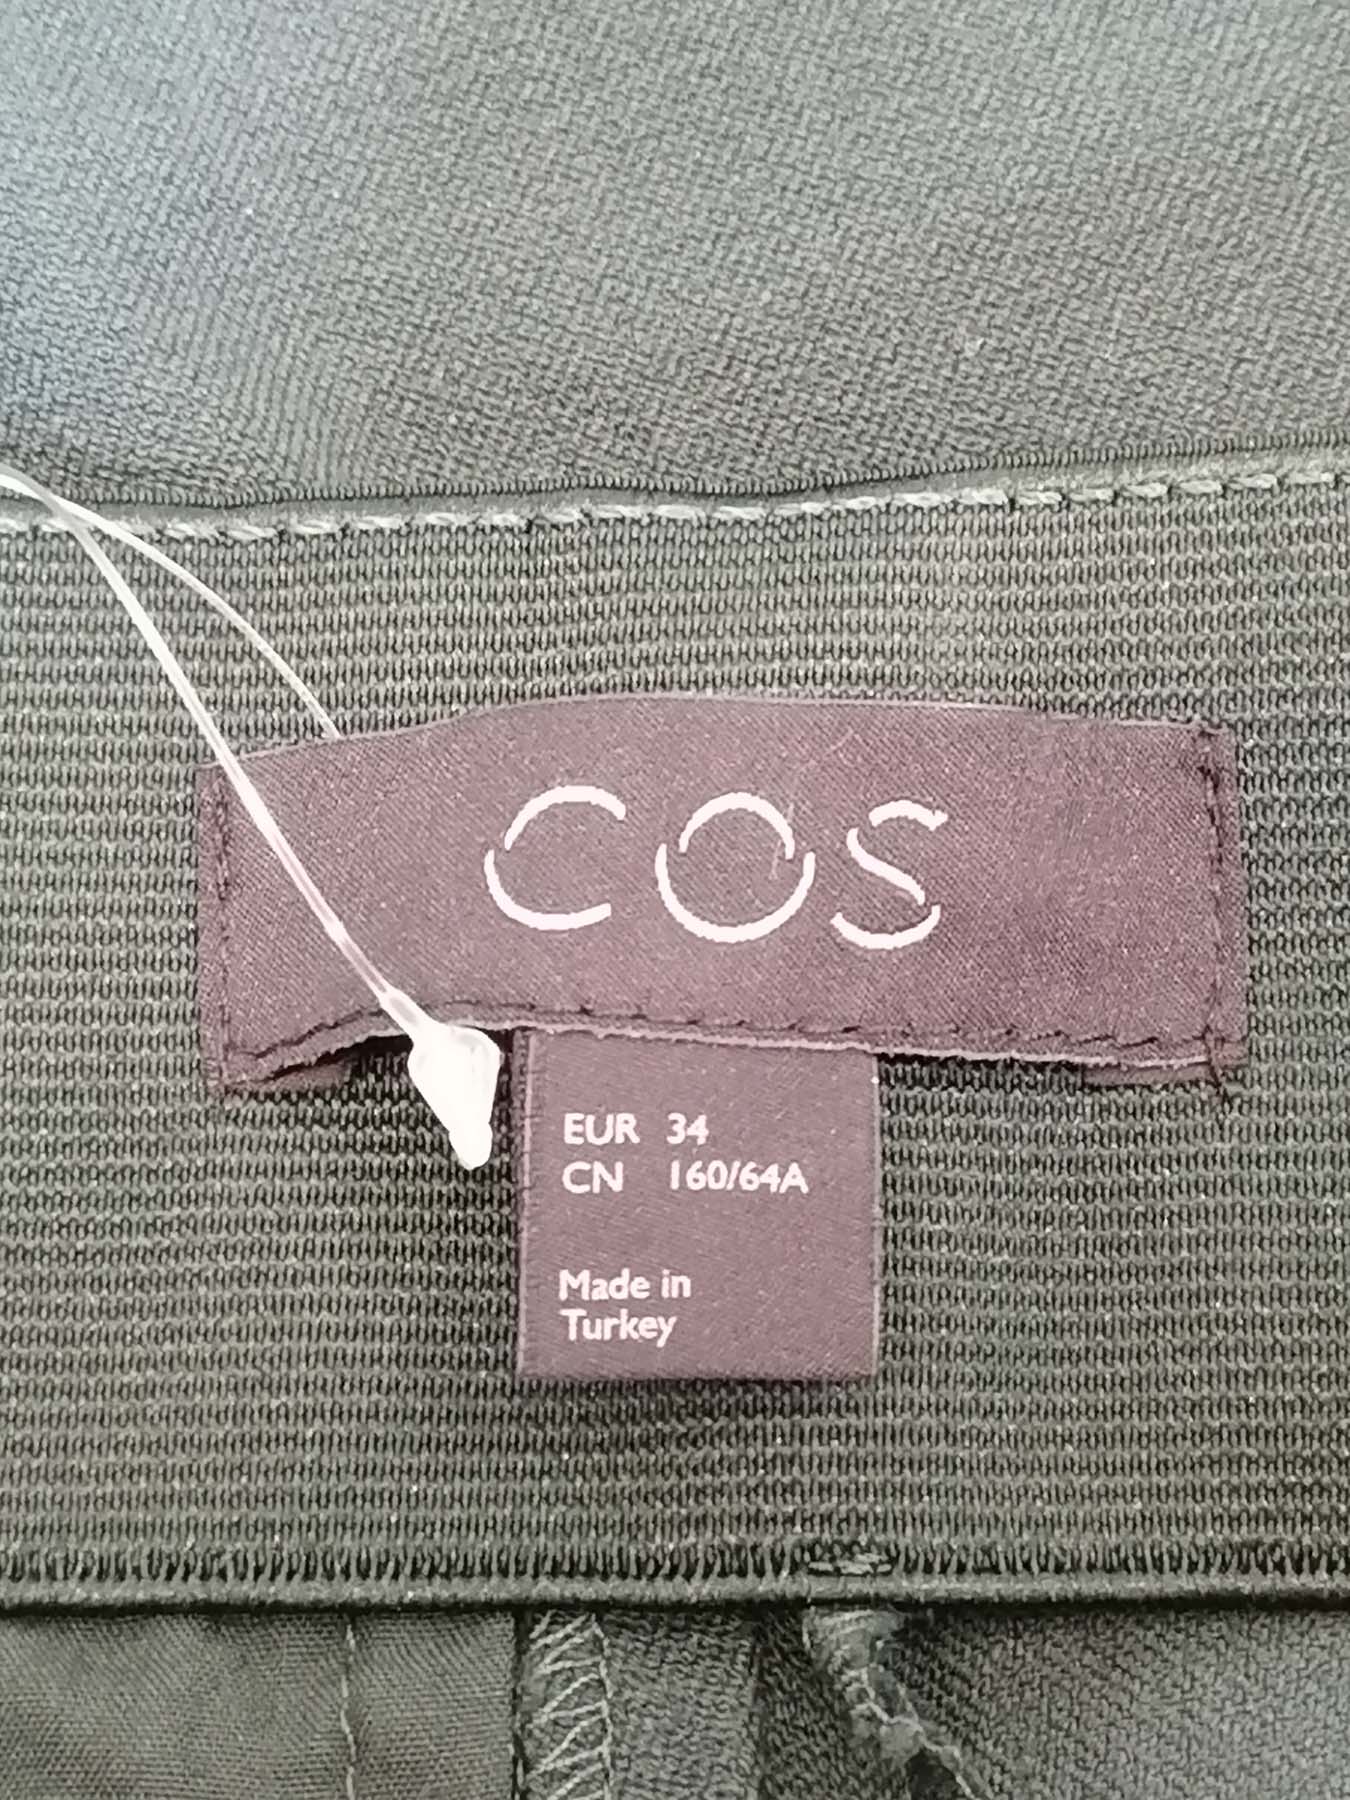 COS
EUR 34
CN 160/64A
Made in
Turkey